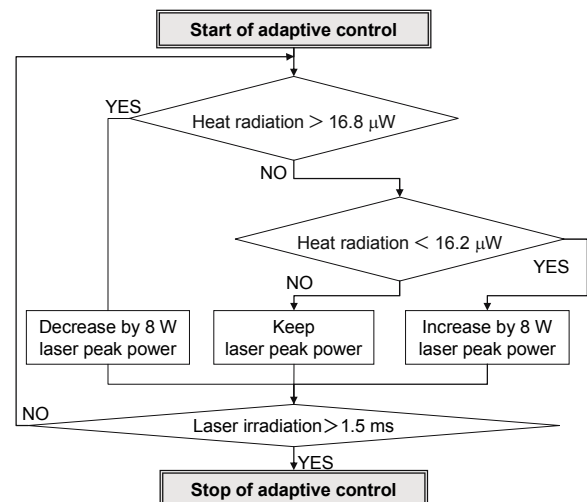 Start of adaptive control
YES
Heat radiation > 16.8 μW
NO
Heat radiation < 16.2 μW
YES
NO
Decrease by 8 W
laser peak power
Keep
laser peak power
Increase by 8 W
laser peak power
NO
Laser irradiation > 1.5 ms
YES
Stop of adaptive control